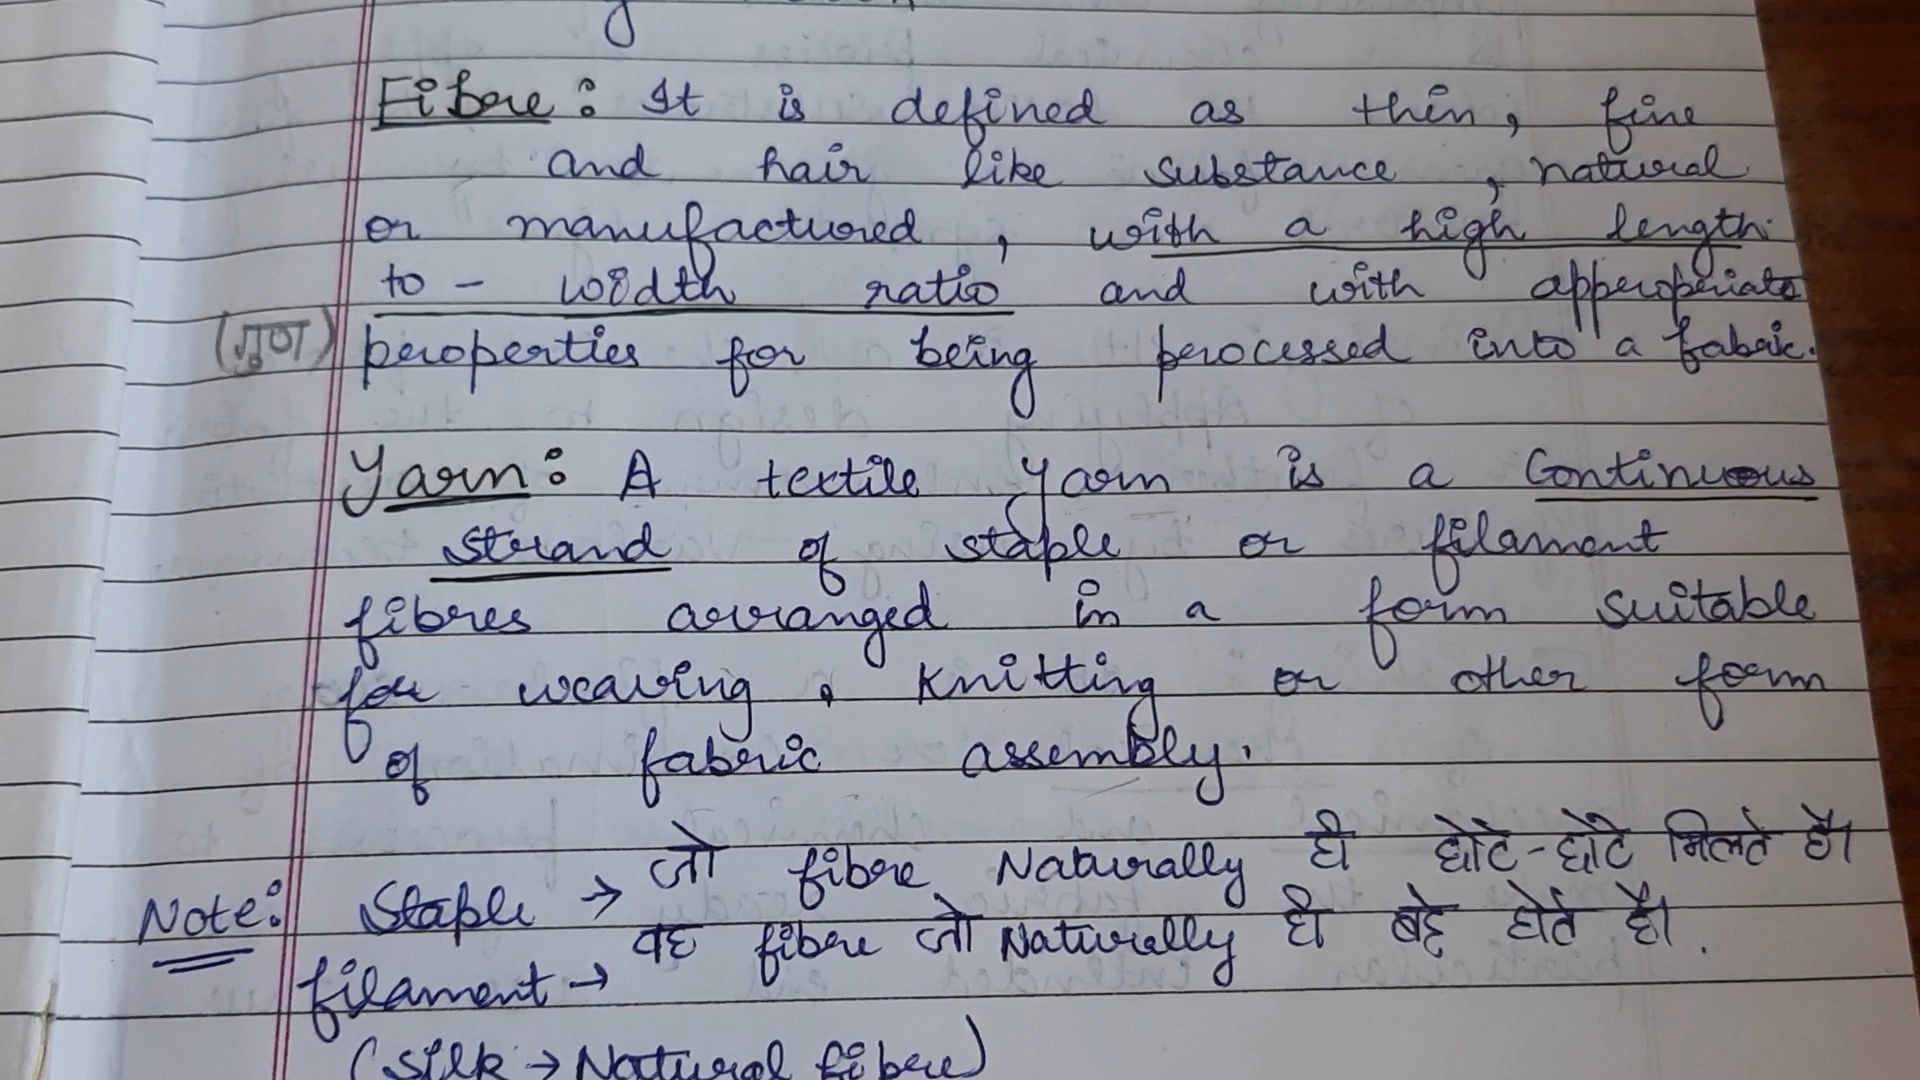 Fibre: It is defined as thin, fine
and hair like substance, natural
or manufactured, with a high length
to - width ratio and with appropriate
(गुण) properties for being processed into a fabric.
Yarn: A textile yarn is a Continuous
strand of staple or filament
fibres arranged in a form suitable
for weaving, knitting or other form
of fabric assembly.
Note: Staple → जो fibre Naturally ही छोटे-छोटे मिलते है।
filament → वह fibre जो Naturally ही बड़े होते है।.
(Silk → Natural fibre)